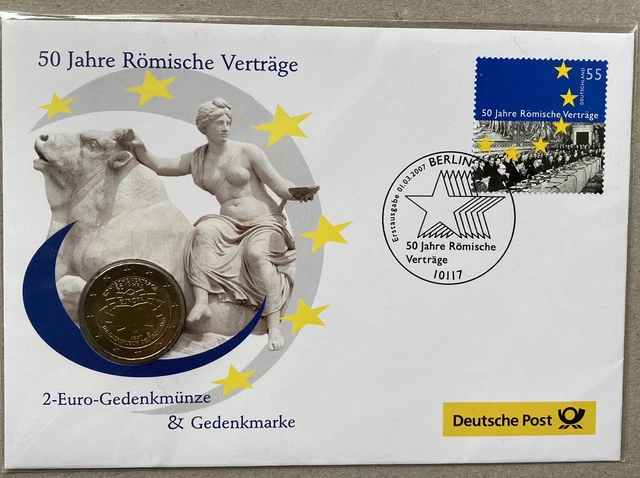 50 Jahre Römische Verträge
55
DEUTSCHLAND
50 Jahre Römische Verträge
Erstausgabe 01.03.2007 BERLIN
50 Jahre Römische
Verträge
10117
EUROPA
2-Euro-Gedenkmünze
& Gedenkmarke
Deutsche Post